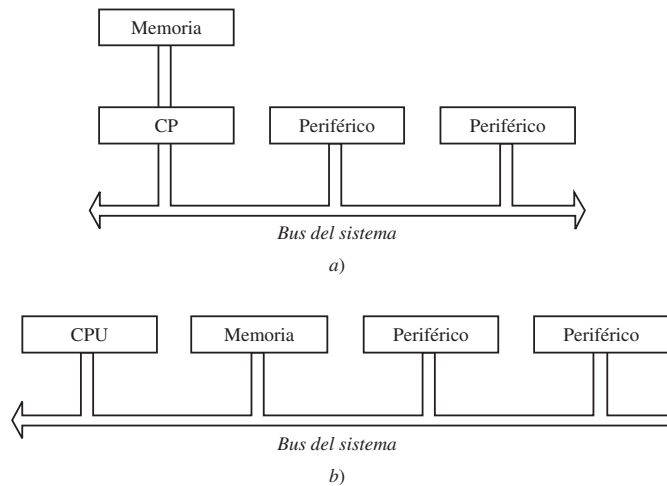 Memoria
CP Periférico Periférico
Bus del sistema
a)
CPU Memoria Periférico Periférico
Bus del sistema
b)